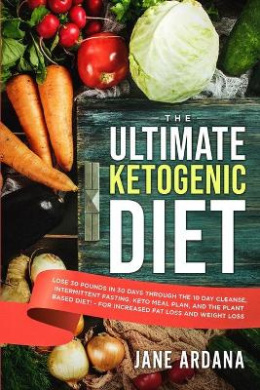 THE
ULTIMATE
KETOGENIC
DIET
LOSE 30 POUNDS IN 30 DAYS THROUGH THE 10 DAY CLEANSE,
INTERMITTENT FASTING, KETO MEAL PLAN, AND THE PLANT
BASED DIET! - FOR INCREASED FAT LOSS AND WEIGHT LOSS
JANE ARDANA